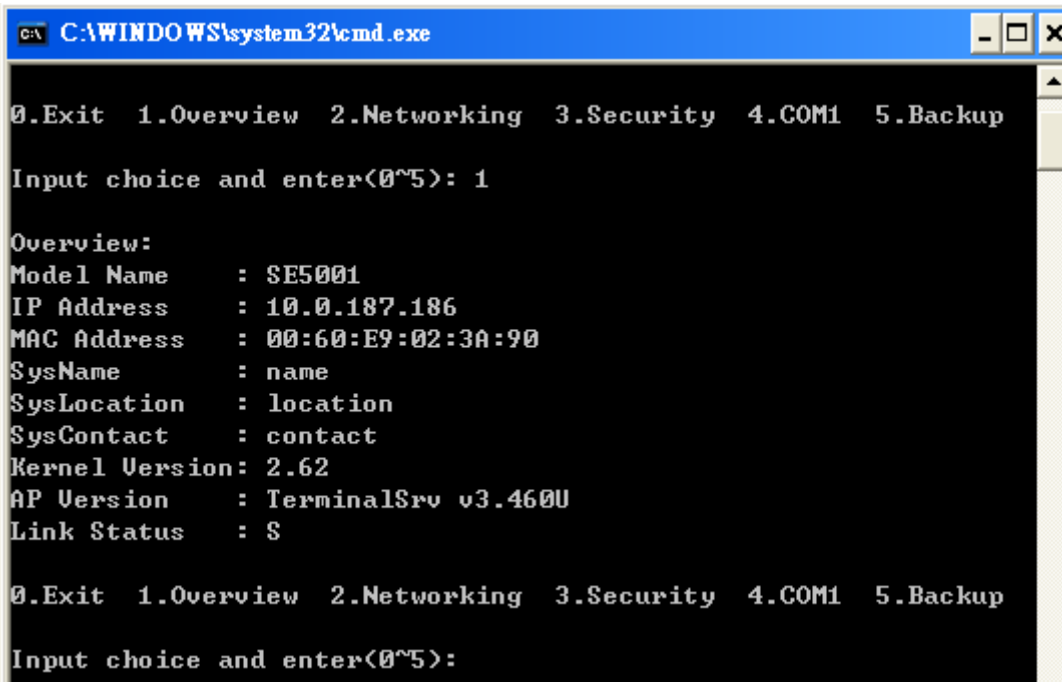 C:\WINDOWS\system32\cmd.exe
0.Exit  1.Overview  2.Networking  3.Security  4.COM1  5.Backup
Input choice and enter(0~5): 1
Overview:
Model Name    : SE5001
IP Address    : 10.0.187.186
MAC Address   : 00:60:E9:02:3A:90
SysName       : name
SysLocation   : location
SysContact    : contact
Kernel Version: 2.62
AP Version    : TerminalSrv v3.460U
Link Status   : S
0.Exit  1.Overview  2.Networking  3.Security  4.COM1  5.Backup
Input choice and enter(0~5):